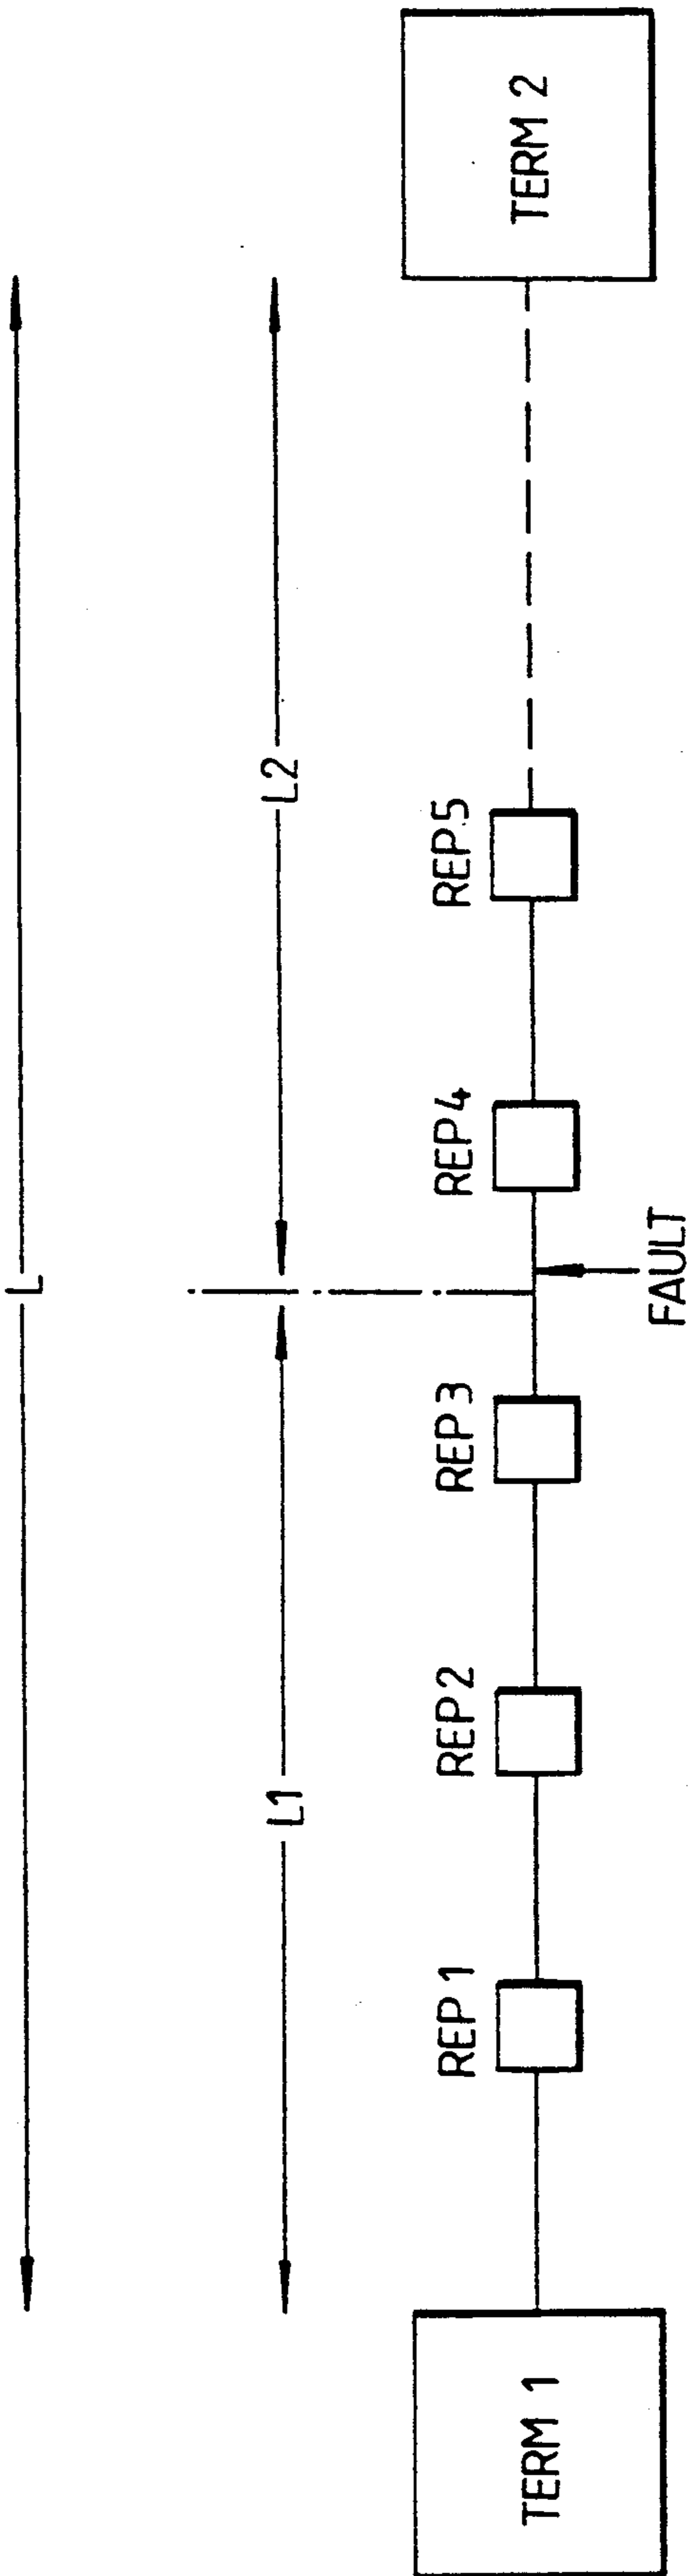 L
L1
L2
REP 1
REP 2
REP 3
REP 4
REP 5
TERM 1
TERM 2
FAULT